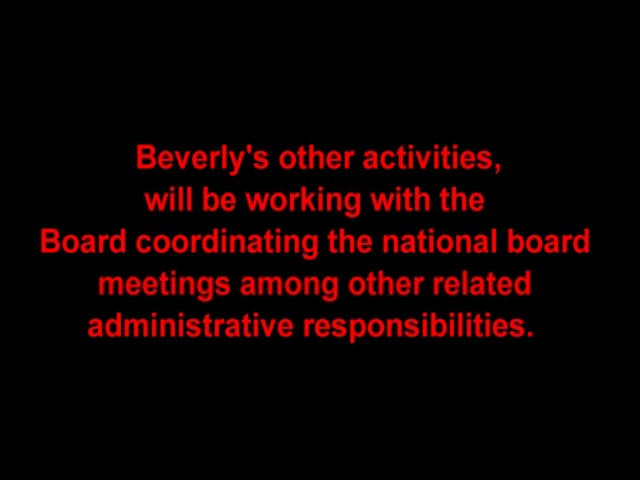 Beverly's other activities,
will be working with the
Board coordinating the national board
meetings among other related
administrative responsibilities.